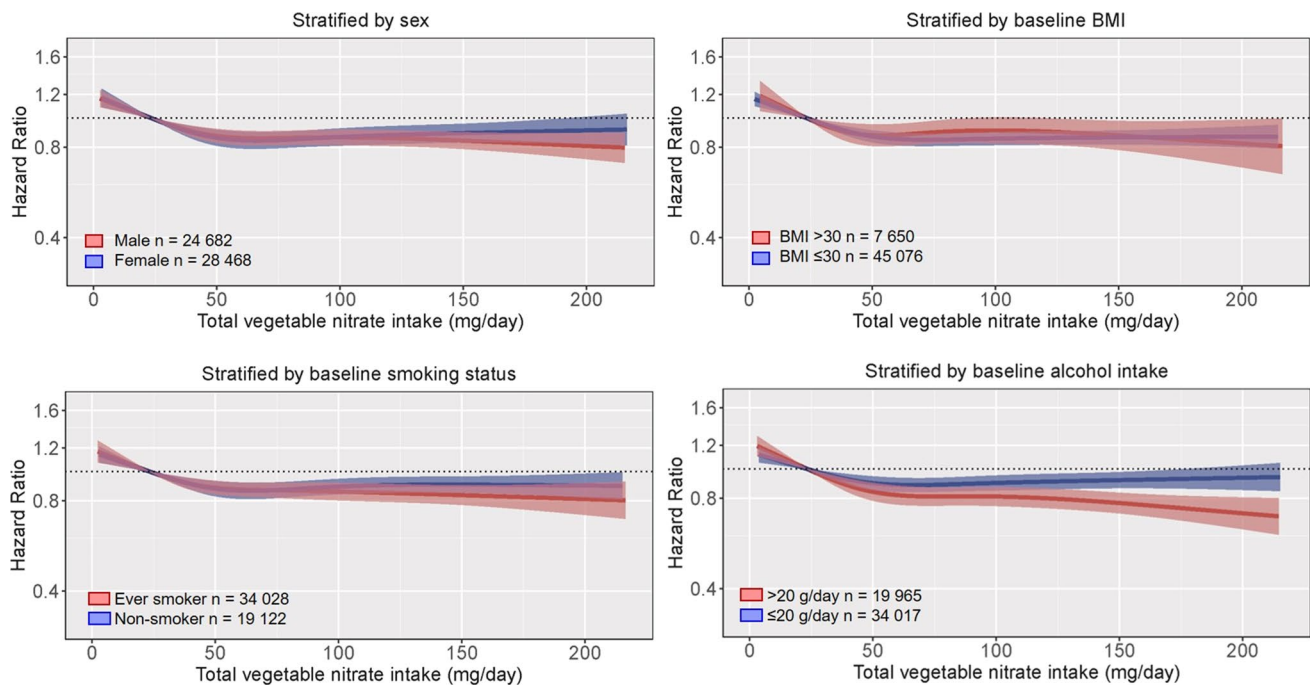 Stratified by sex
Hazard Ratio
1.6
1.2
0.8
0.4
Male n = 24 682
Female n = 28 468
0 50 100 150 200
Total vegetable nitrate intake (mg/day)
Stratified by baseline BMI
Hazard Ratio
1.6
1.2
0.8
0.4
BMI >30 n = 7 650
BMI ≤30 n = 45 076
0 50 100 150 200
Total vegetable nitrate intake (mg/day)
Stratified by baseline smoking status
Hazard Ratio
1.6
1.2
0.8
0.4
Ever smoker n = 34 028
Non-smoker n = 19 122
0 50 100 150 200
Total vegetable nitrate intake (mg/day)
Stratified by baseline alcohol intake
Hazard Ratio
1.6
1.2
0.8
0.4
>20 g/day n = 19 965
≤20 g/day n = 34 017
0 50 100 150 200
Total vegetable nitrate intake (mg/day)